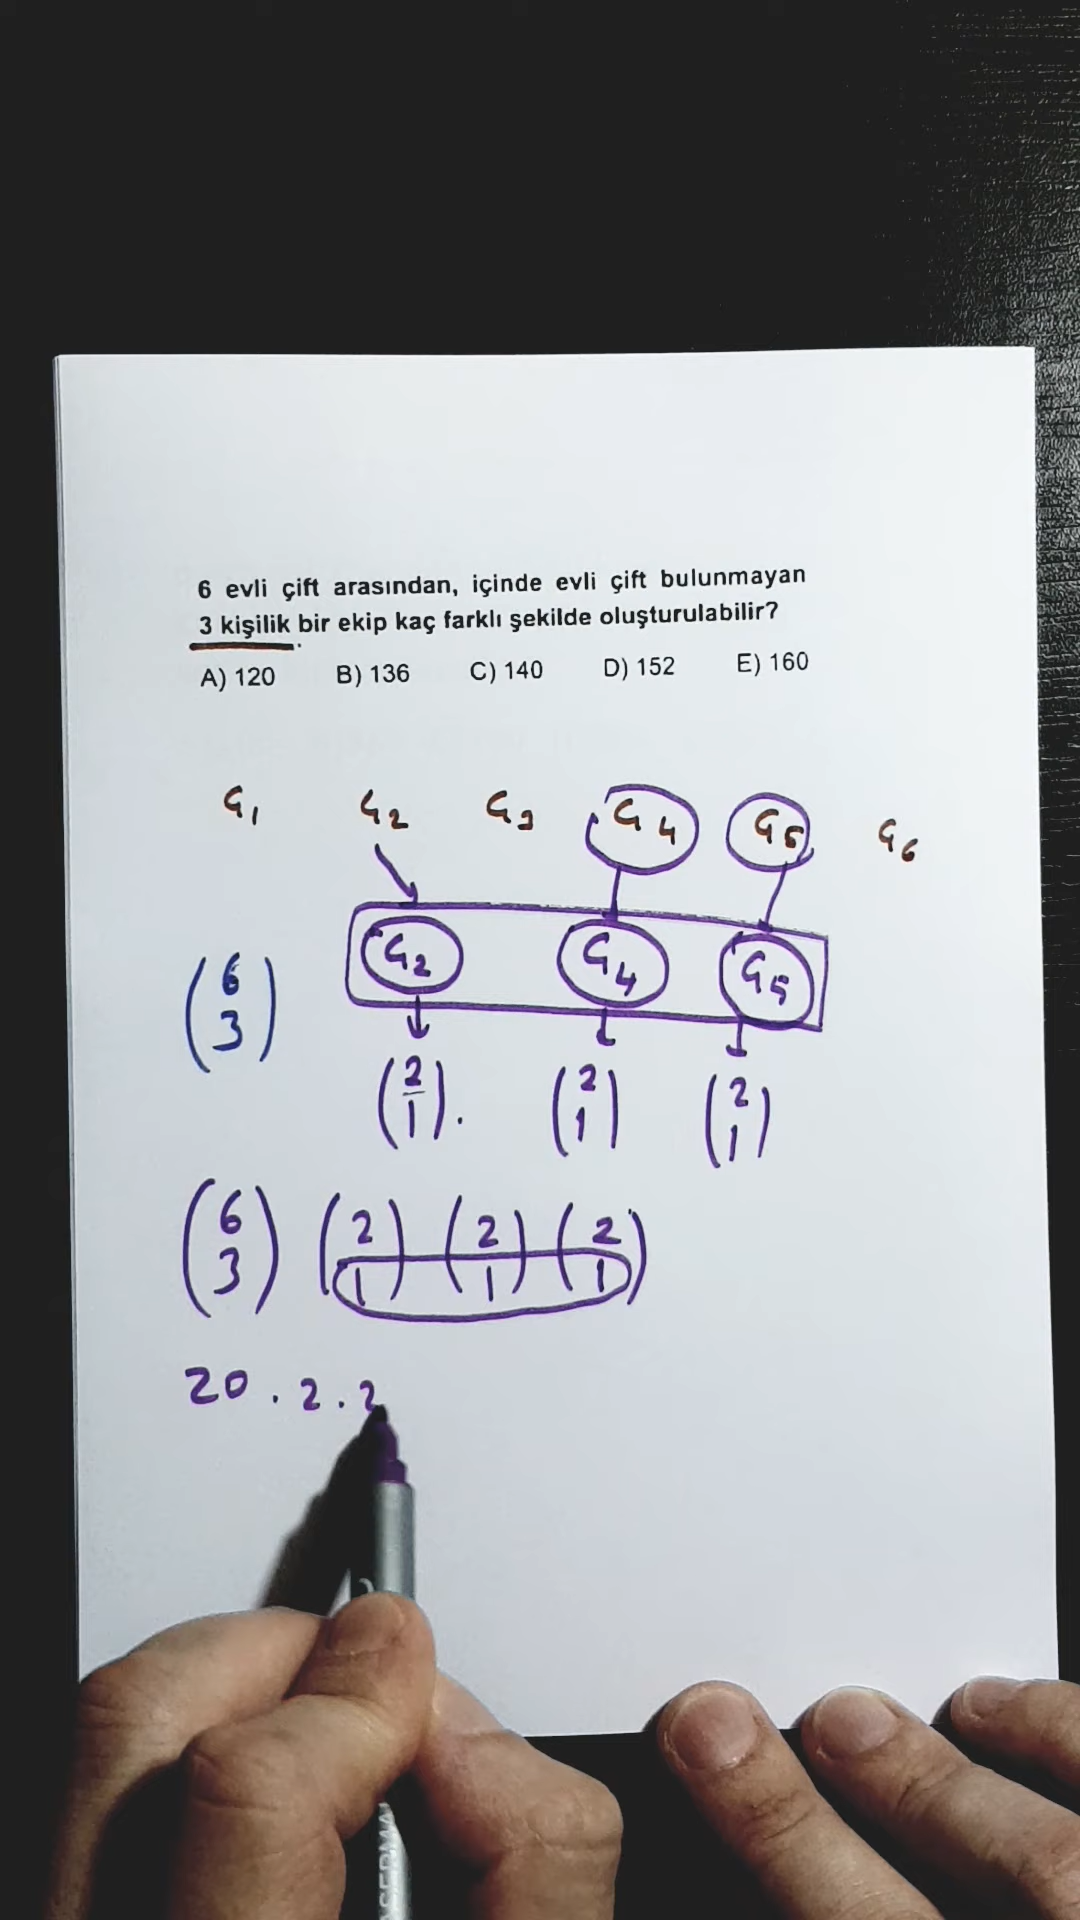 6 evli çift arasından, içinde evli çift bulunmayan
3 kişilik bir ekip kaç farklı şekilde oluşturulabilir?
A) 120 B) 136 C) 140 D) 152 E) 160
Ç1 Ç2 Ç3 Ç4 Ç5 Ç6
(6 3) Ç2 Ç4 Ç5
(2 1) . (2 1) (2 1)
(6 3) (2 1) (2 1) (2 1)
20 . 2 . 2